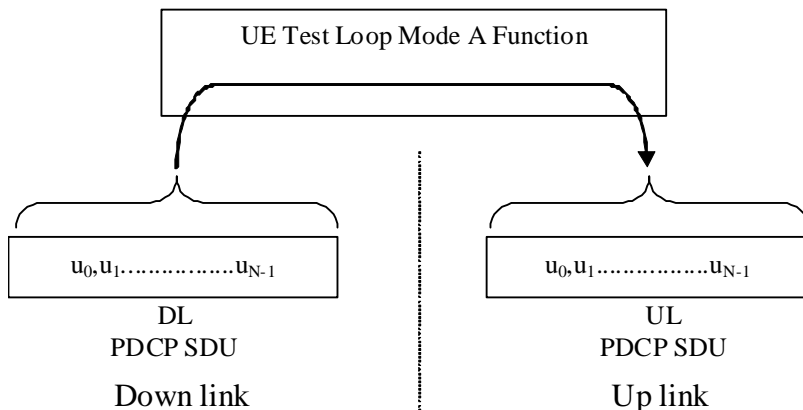 UE Test Loop Mode A Function
u0,u1..................uN-1
u0,u1..................uN-1
DL
UL
PDCP SDU
PDCP SDU
Down link
Up link